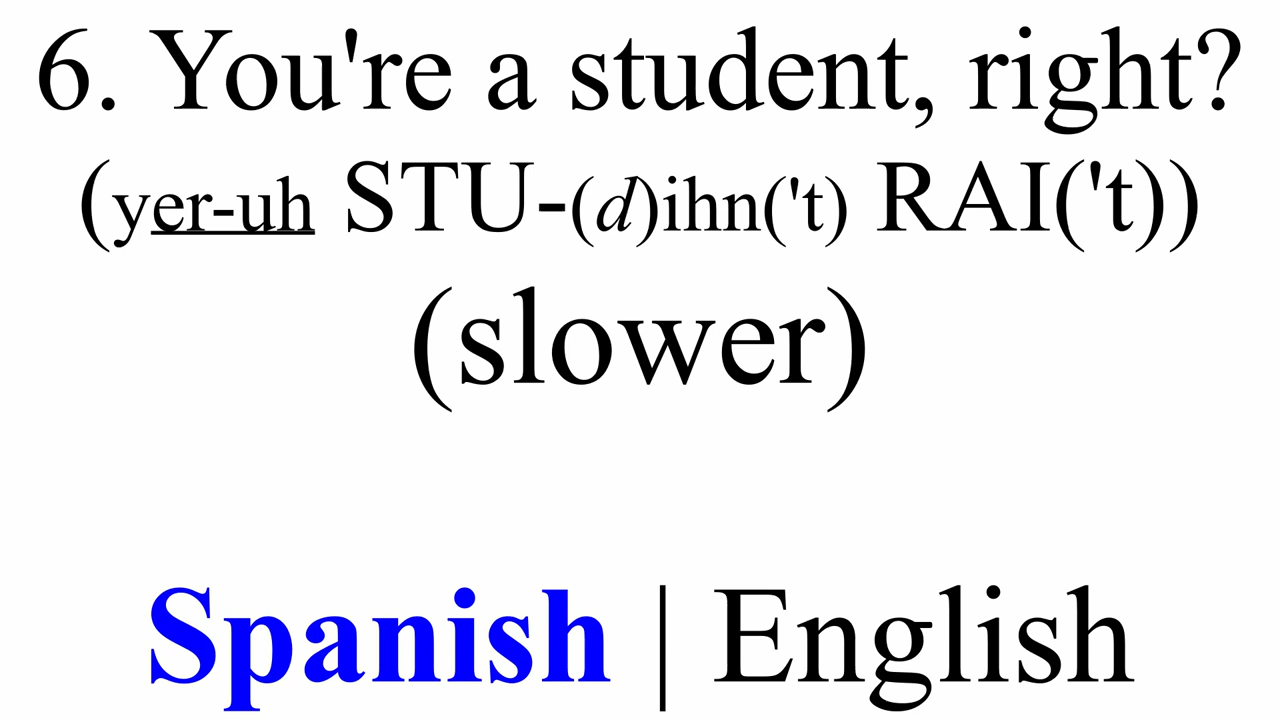 6. You're a student, right?
(yer-uh STU-(d)ihn('t) RAI('t))
(slower)
Spanish | English